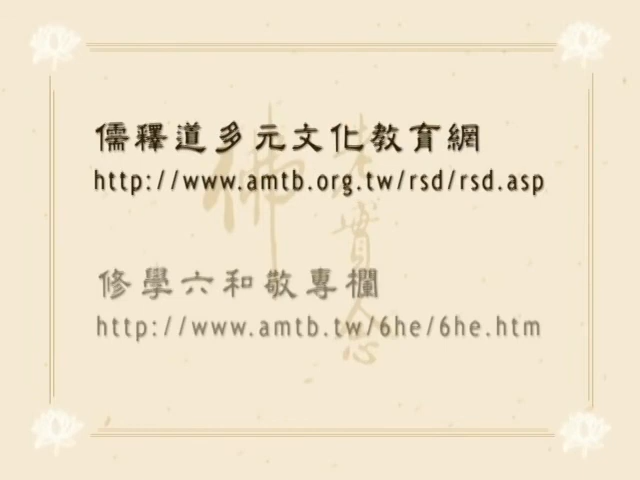 儒釋道多元文化教育網
http://www.amtb.org.tw/rsd/rsd.asp
修學六和敬專欄
http://www.amtb.tw/6he/6he.htm
佛